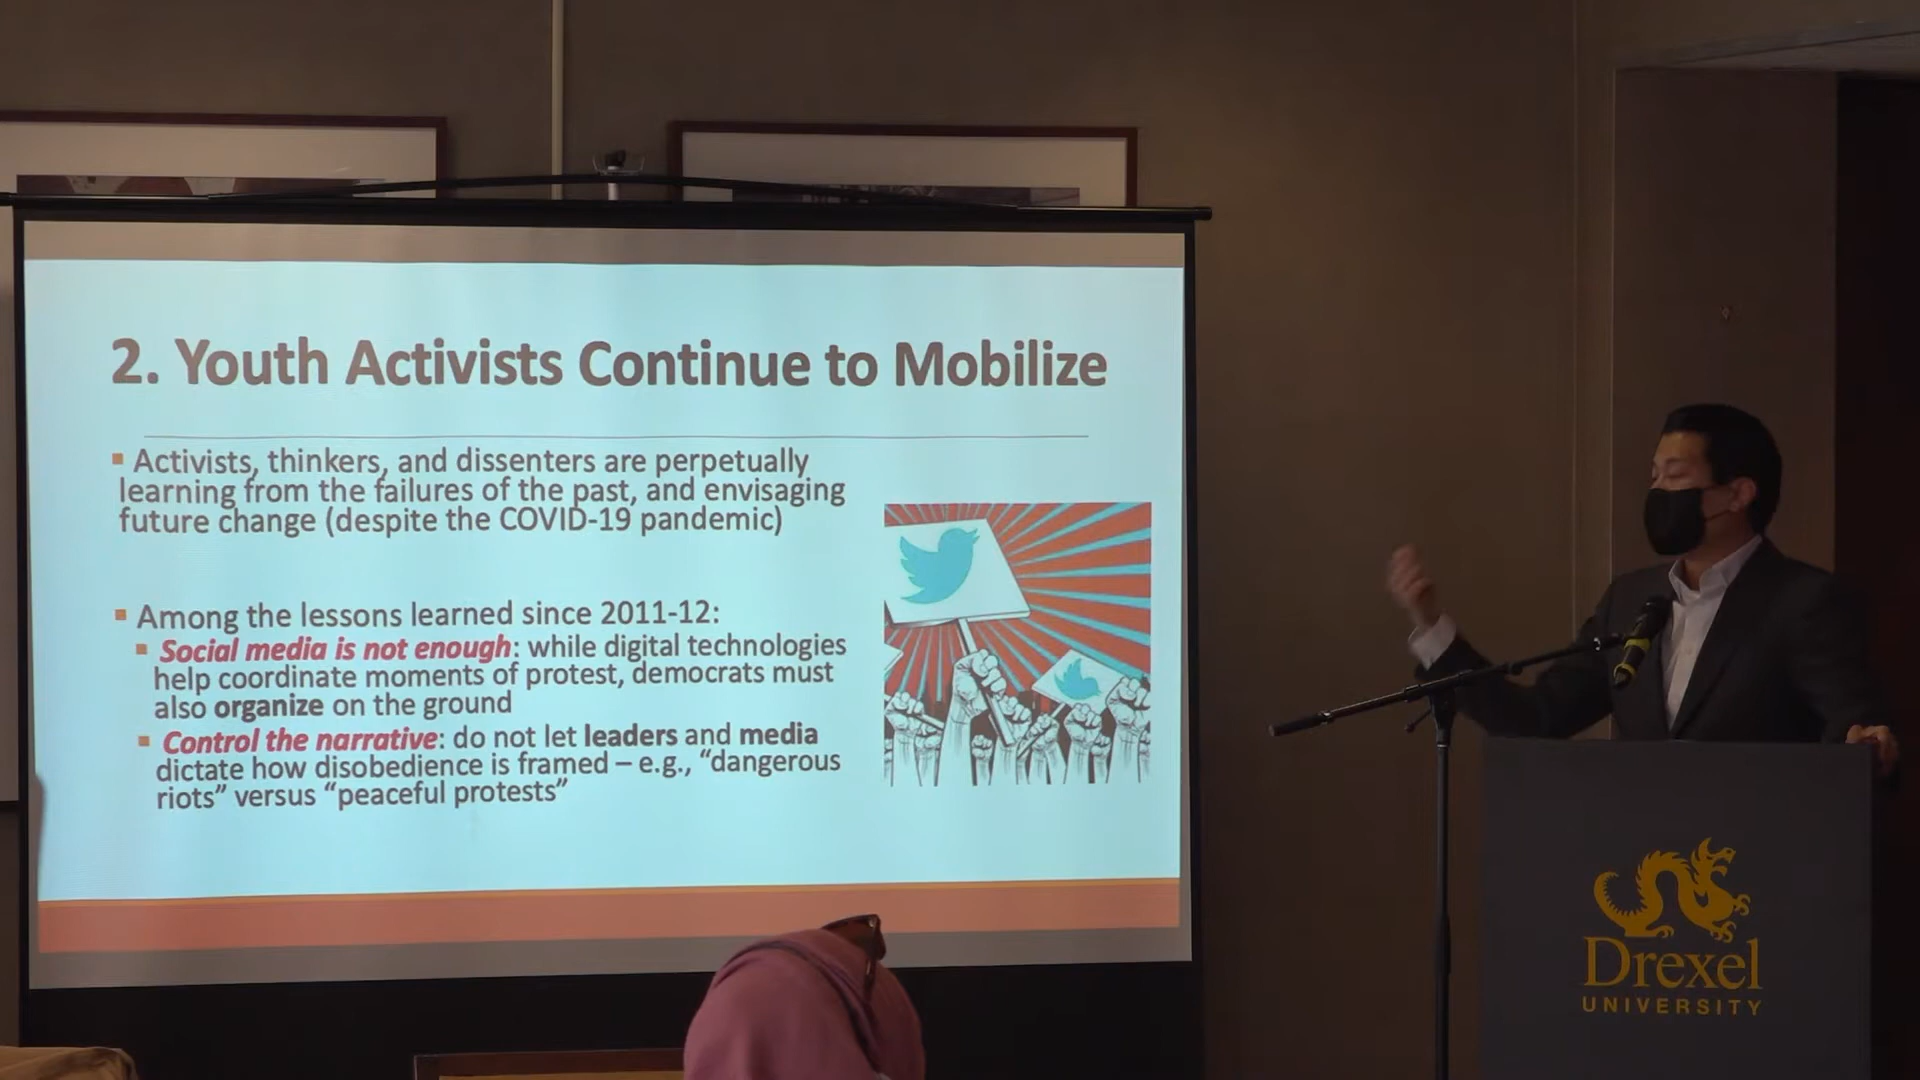 2. Youth Activists Continue to Mobilize
▪ Activists, thinkers, and dissenters are perpetually
learning from the failures of the past, and envisaging
future change (despite the COVID-19 pandemic)
▪ Among the lessons learned since 2011-12:
▪ Social media is not enough: while digital technologies
help coordinate moments of protest, democrats must
also organize on the ground
▪ Control the narrative: do not let leaders and media
dictate how disobedience is framed – e.g., “dangerous
riots” versus “peaceful protests”
Drexel
UNIVERSITY